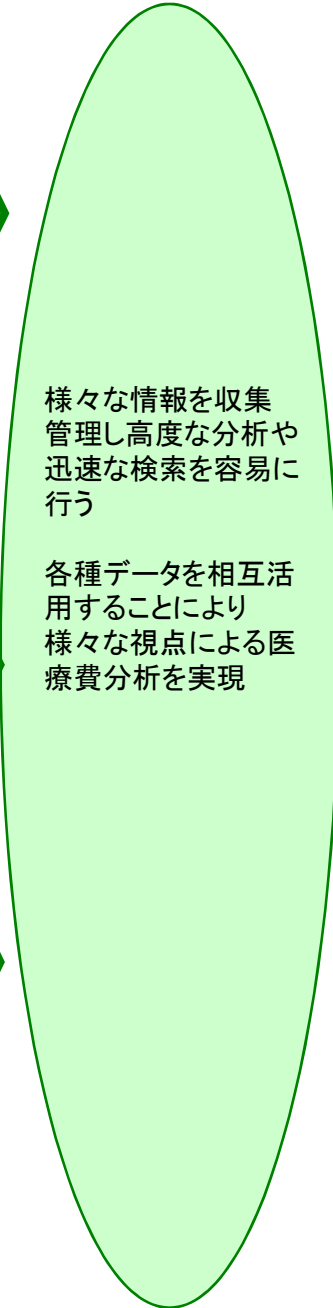 様々な情報を収集
管理し高度な分析や
迅速な検索を容易に
行う
各種データを相互活
用することにより
様々な視点による医
療費分析を実現